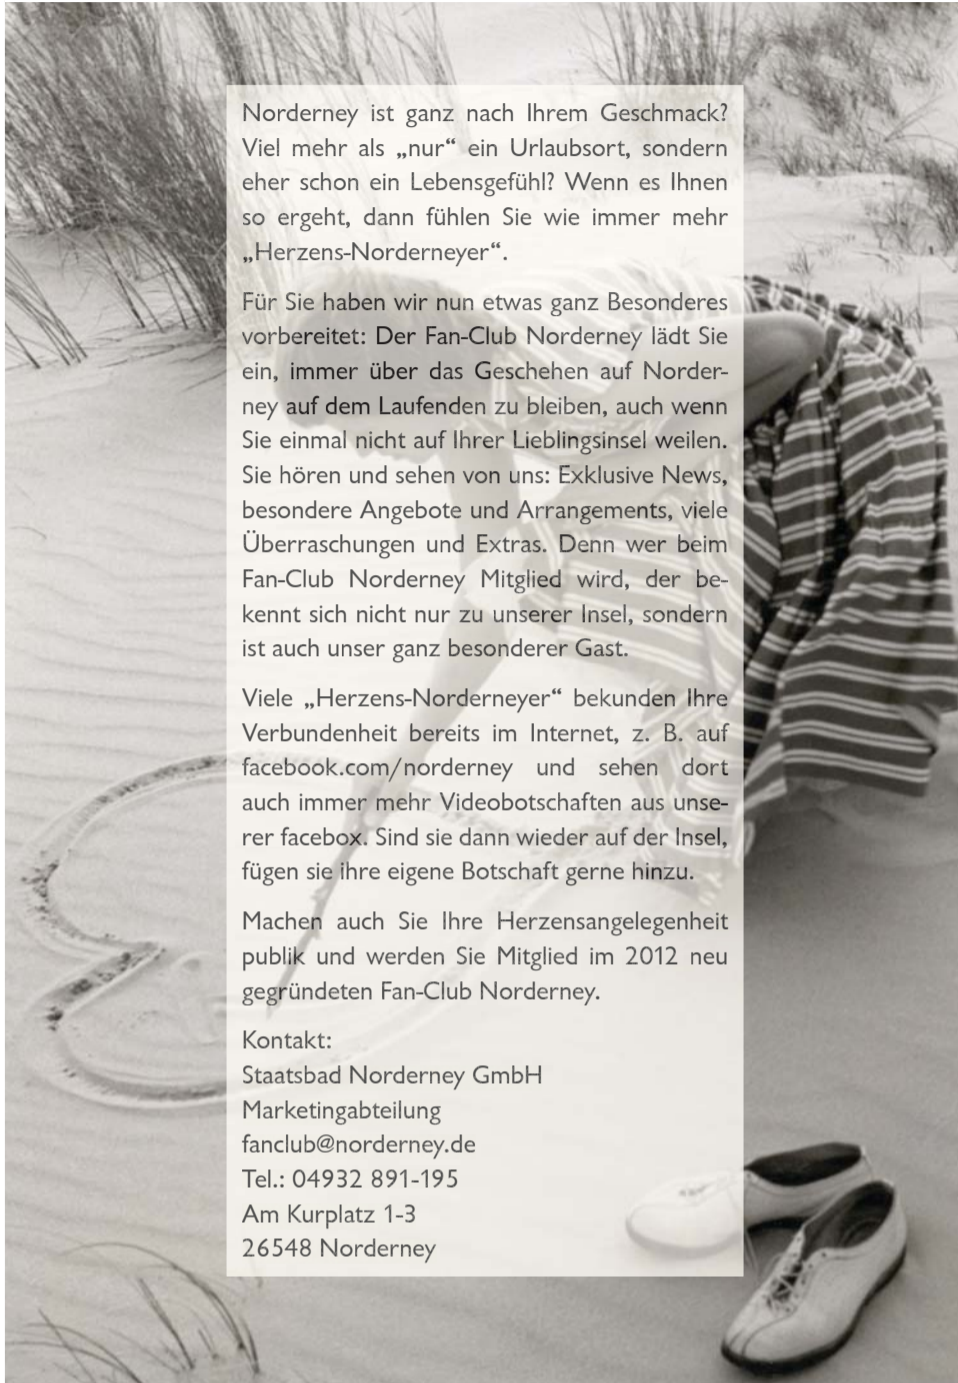 Norderney ist ganz nach Ihrem Geschmack?
Viel mehr als „nur“ ein Urlaubsort, sondern
eher schon ein Lebensgefühl? Wenn es Ihnen
so ergeht, dann fühlen Sie wie immer mehr
„Herzens-Norderneyer“.
Für Sie haben wir nun etwas ganz Besonderes
vorbereitet: Der Fan-Club Norderney lädt Sie
ein, immer über das Geschehen auf Norder-
ney auf dem Laufenden zu bleiben, auch wenn
Sie einmal nicht auf Ihrer Lieblingsinsel weilen.
Sie hören und sehen von uns: Exklusive News,
besondere Angebote und Arrangements, viele
Überraschungen und Extras. Denn wer beim
Fan-Club Norderney Mitglied wird, der be-
kennt sich nicht nur zu unserer Insel, sondern
ist auch unser ganz besonderer Gast.
Viele „Herzens-Norderneyer“ bekunden Ihre
Verbundenheit bereits im Internet, z. B. auf
facebook.com/norderney und sehen dort
auch immer mehr Videobotschaften aus unse-
rer facebox. Sind sie dann wieder auf der Insel,
fügen sie ihre eigene Botschaft gerne hinzu.
Machen auch Sie Ihre Herzensangelegenheit
publik und werden Sie Mitglied im 2012 neu
gegründeten Fan-Club Norderney.
Kontakt:
Staatsbad Norderney GmbH
Marketingabteilung
fanclub@norderney.de
Tel.: 04932 891-195
Am Kurplatz 1-3
26548 Norderney